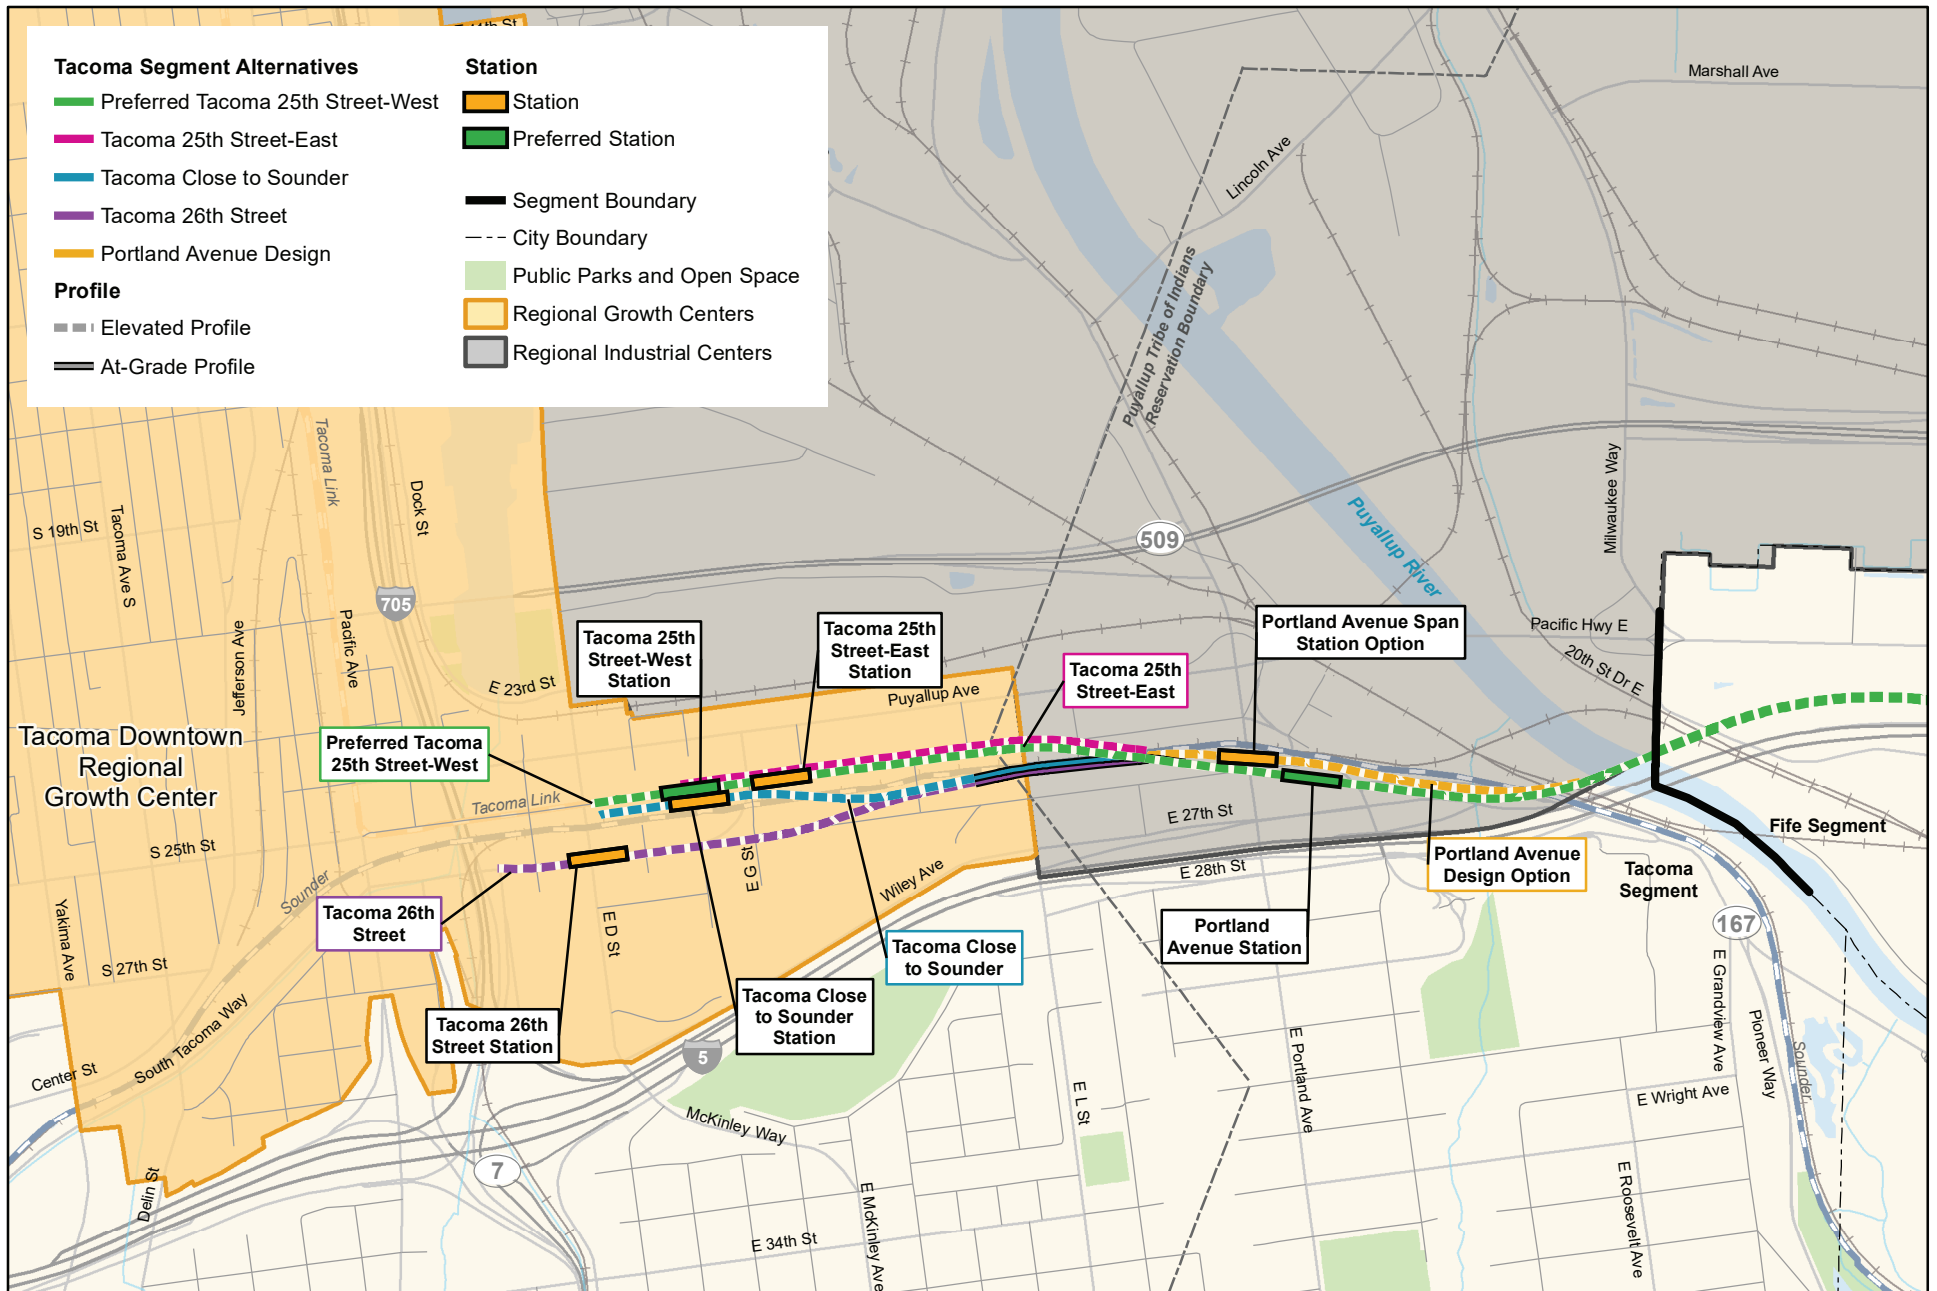 Tacoma Segment Alternatives
Preferred Tacoma 25th Street-West
Tacoma 25th Street-East
Tacoma Close to Sounder
Tacoma 26th Street
Portland Avenue Design
Profile
Elevated Profile
At-Grade Profile
Station
Station
Preferred Station
Segment Boundary
City Boundary
Public Parks and Open Space
Regional Growth Centers
Regional Industrial Centers
Marshall Ave
Lincoln Ave
Puyallup Tribe of Indians
Reservation Boundary
Tacoma Link
Dock St
S 19th St
Tacoma Ave S
705
509
Puyallup River
Milwaukee Way
Jefferson Ave
Pacific Ave
E 23rd St
Tacoma 25th
Street-West
Station
Tacoma 25th
Street-East
Station
Puyallup Ave
Tacoma 25th
Street-East
Portland Avenue Span
Station Option
Pacific Hwy E
20th St Dr E
Tacoma Downtown
Regional
Growth Center
Preferred Tacoma
25th Street-West
Tacoma Link
S 25th St
Sounder
E G St
E 27th St
E 28th St
Wiley Ave
Fife Segment
Portland Avenue
Design Option
Tacoma
Segment
Yakima Ave
S 27th St
Tacoma 26th
Street
E D St
Tacoma Close
to Sounder
Portland
Avenue Station
167
E Grandview Ave
Pioneer Way
Sounder
South Tacoma Way
Center St
Tacoma 26th
Street Station
Tacoma Close
to Sounder
Station
5
McKinley Way
E L St
E Portland Ave
E Wright Ave
7
Delin St
E McKinley Ave
E 34th St
E Roosevelt Ave